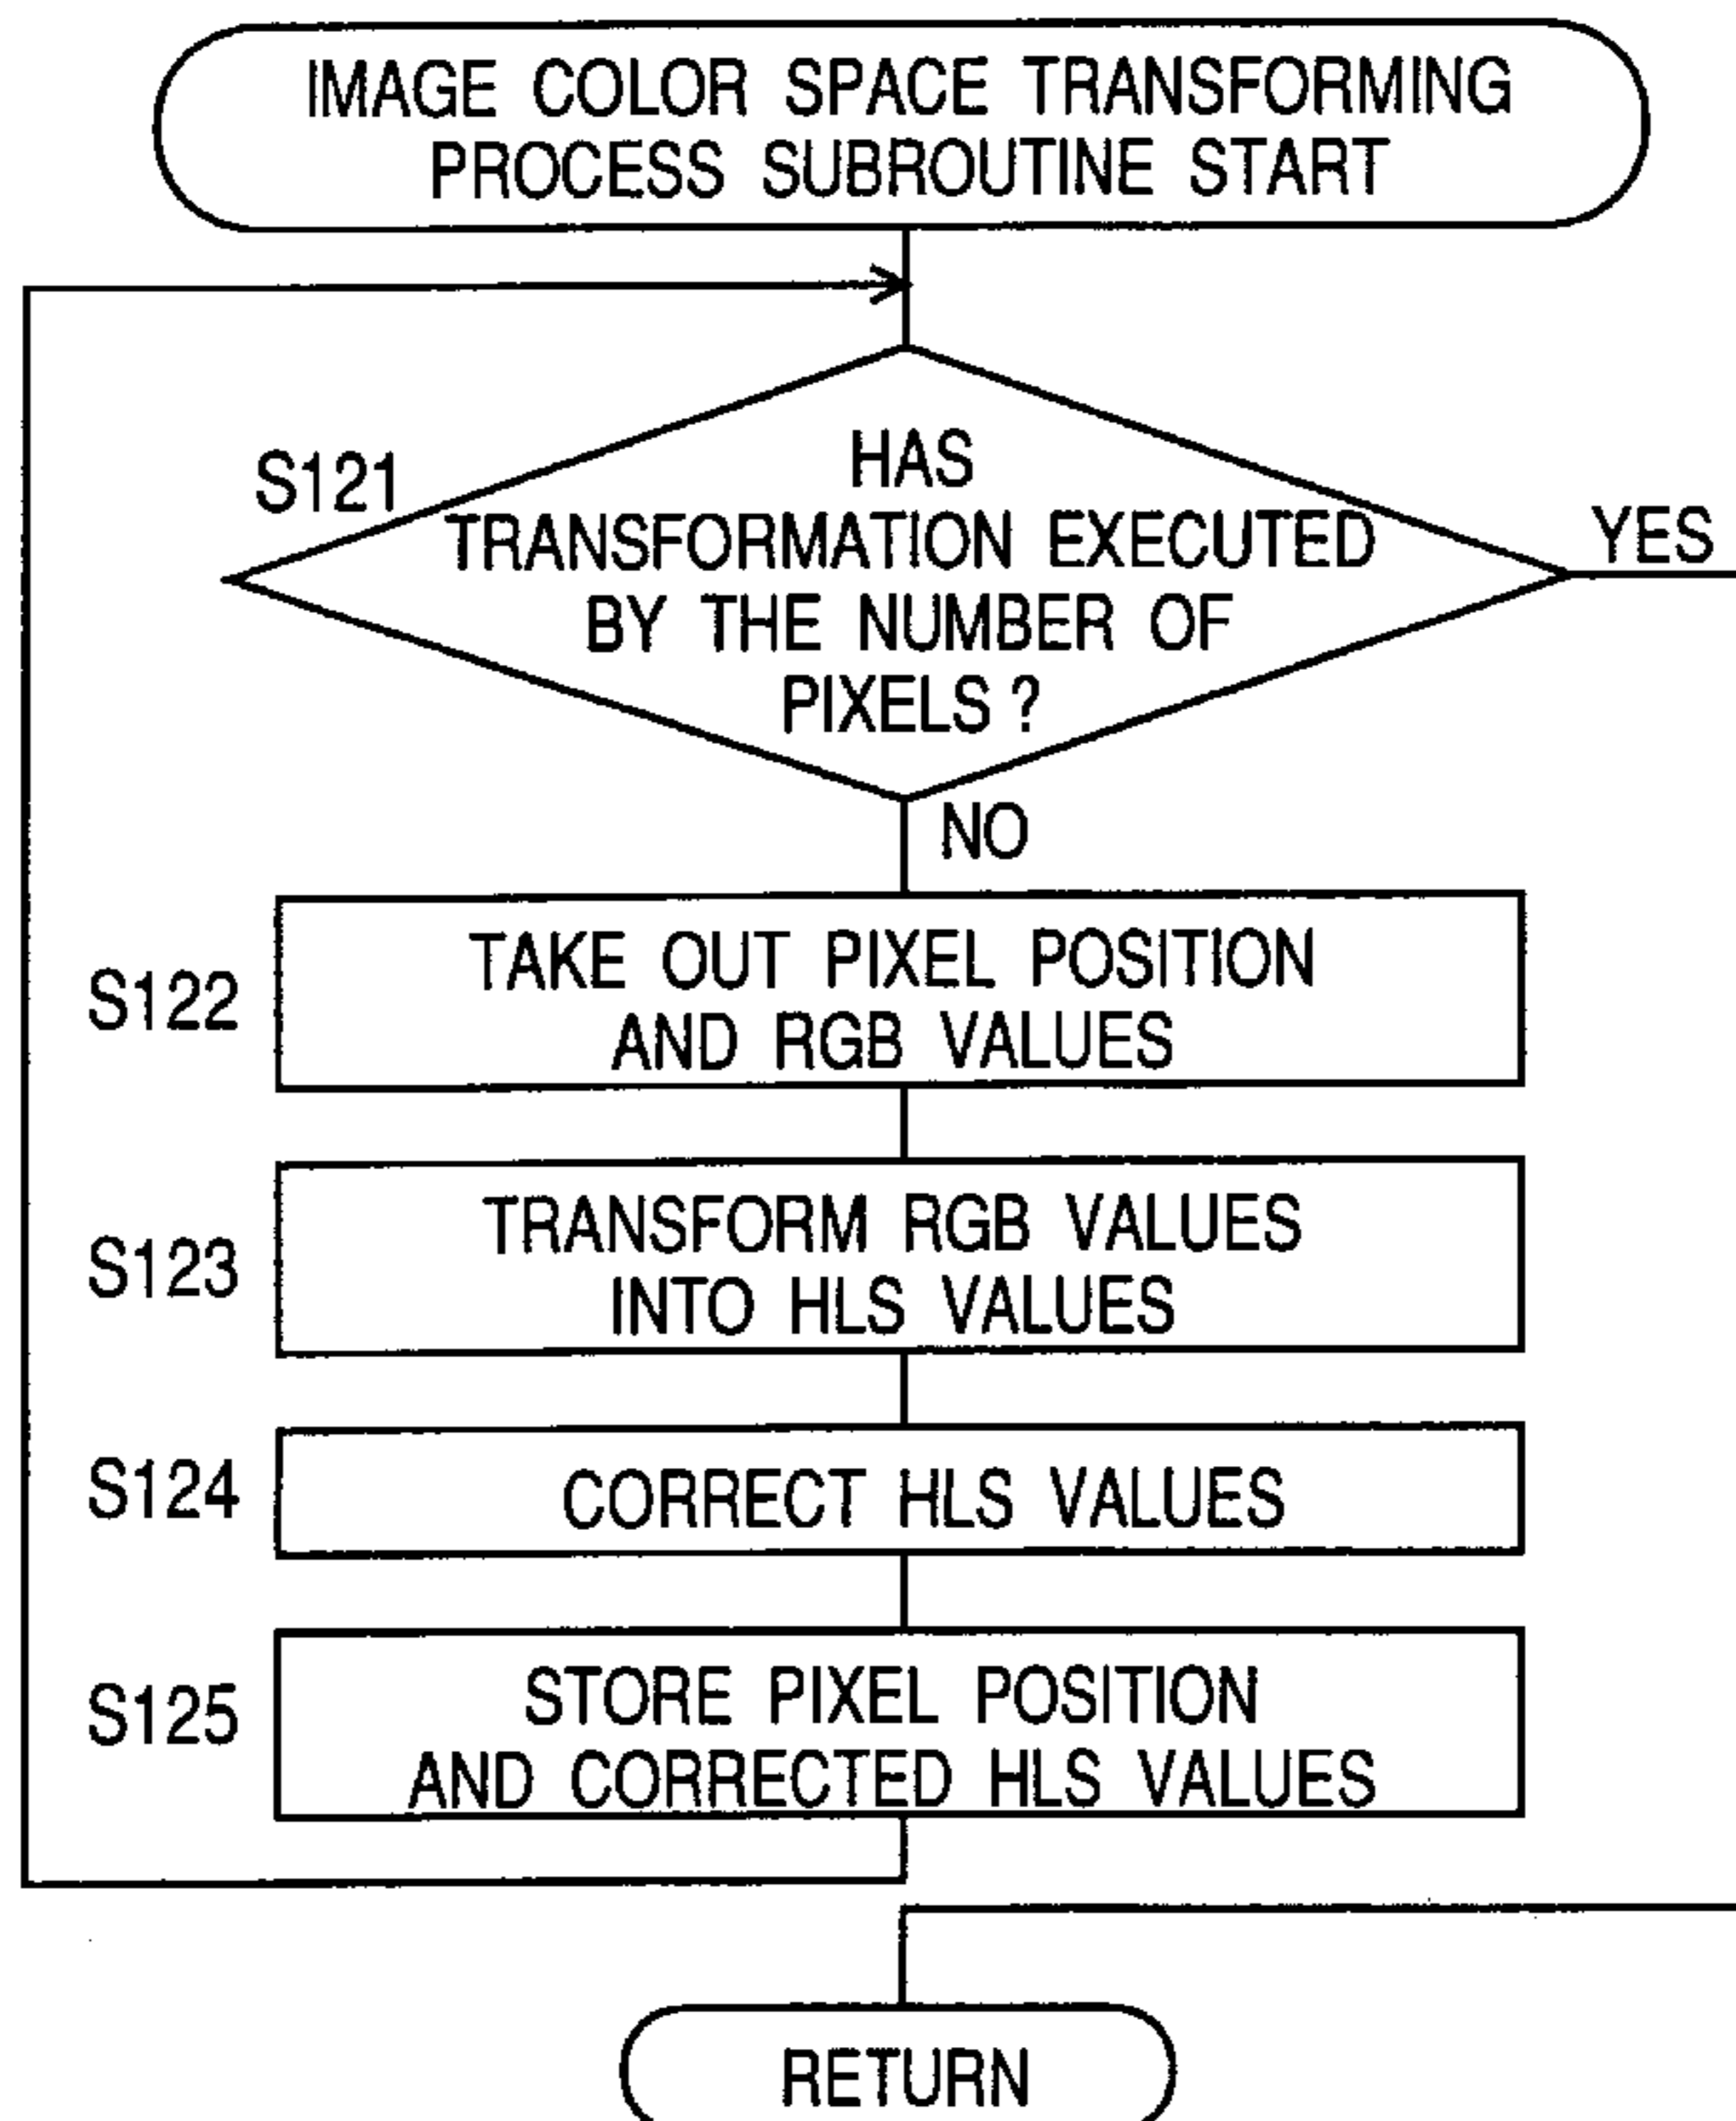 IMAGE COLOR SPACE TRANSFORMING
PROCESS SUBROUTINE START
S121
HAS
TRANSFORMATION EXECUTED
BY THE NUMBER OF
PIXELS ?
YES
NO
S122
TAKE OUT PIXEL POSITION
AND RGB VALUES
S123
TRANSFORM RGB VALUES
INTO HLS VALUES
S124
CORRECT HLS VALUES
S125
STORE PIXEL POSITION
AND CORRECTED HLS VALUES
RETURN